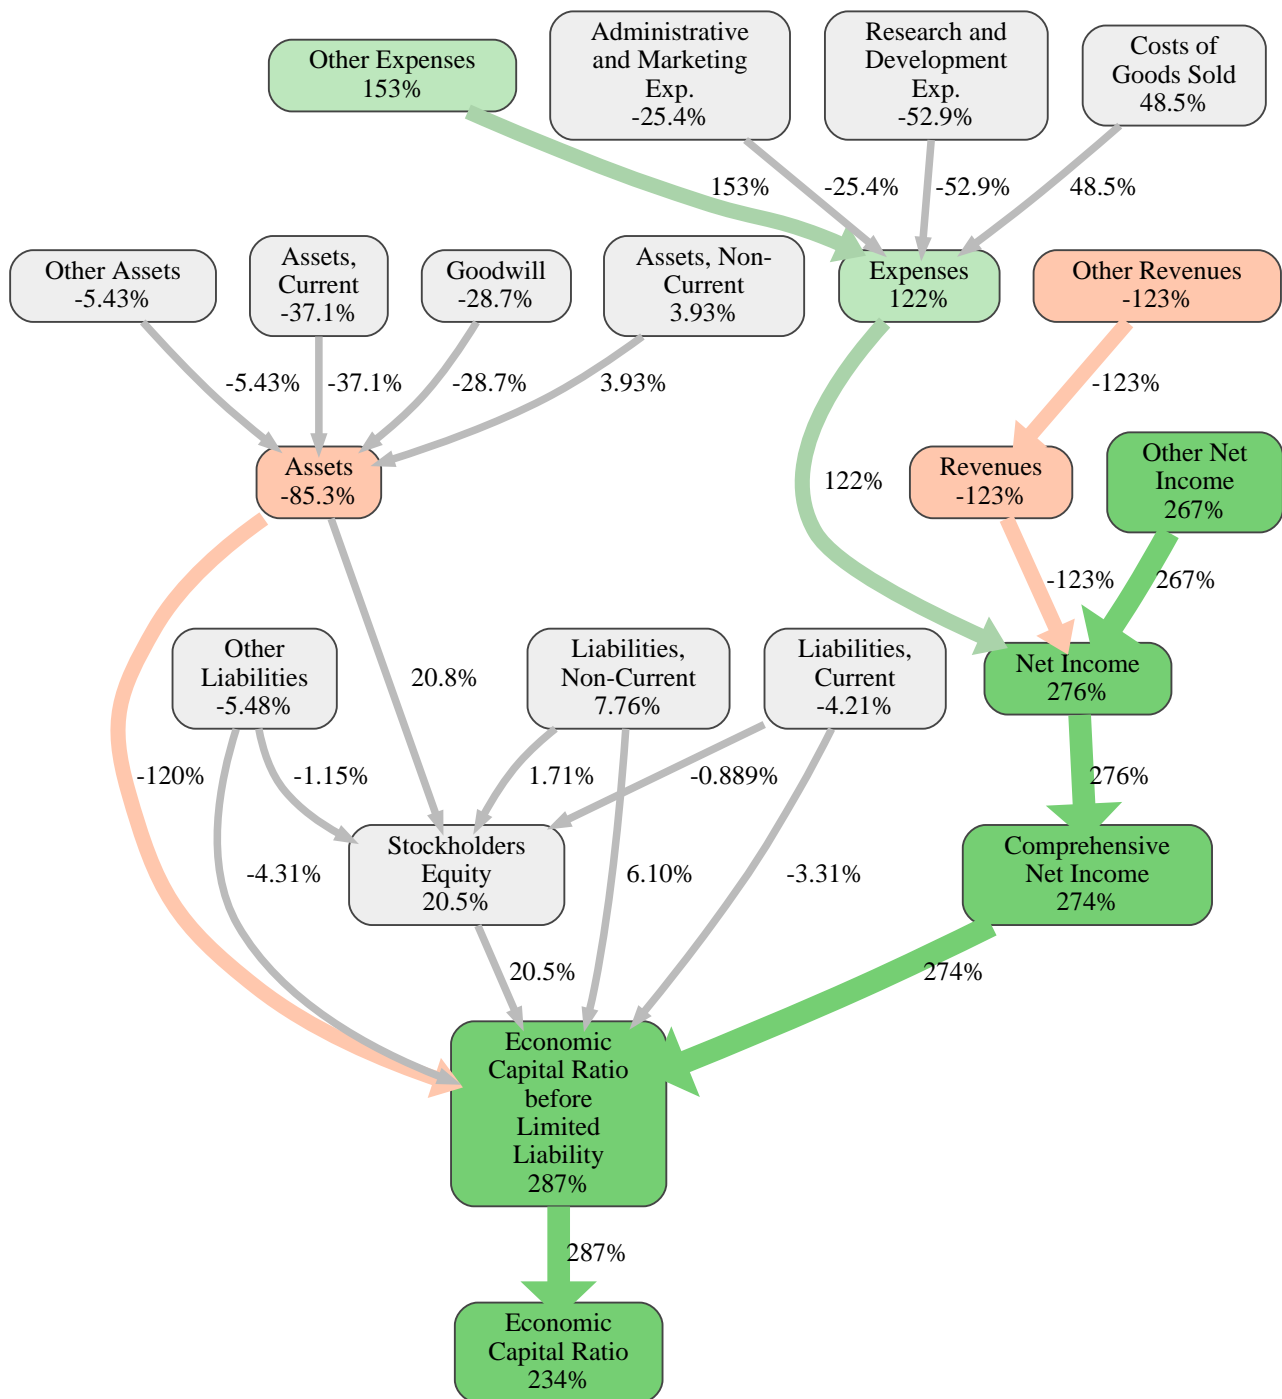 Other Expenses
153%
Administrative
and Marketing
Exp.
-25.4%
Research and
Development
Exp.
-52.9%
Costs of
Goods Sold
48.5%
153%
-25.4%
-52.9%
48.5%
Other Assets
-5.43%
Assets,
Current
-37.1%
Goodwill
-28.7%
Assets, Non-
Current
3.93%
Expenses
122%
Other Revenues
-123%
-5.43%
-37.1%
-28.7%
3.93%
-123%
Assets
-85.3%
122%
Revenues
-123%
Other Net
Income
267%
-123%
267%
Other
Liabilities
-5.48%
20.8%
Liabilities,
Non-Current
7.76%
Liabilities,
Current
-4.21%
Net Income
276%
-120%
-1.15%
1.71%
-0.889%
276%
-4.31%
Stockholders
Equity
20.5%
6.10%
-3.31%
Comprehensive
Net Income
274%
20.5%
274%
Economic
Capital Ratio
before
Limited
Liability
287%
287%
Economic
Capital Ratio
234%